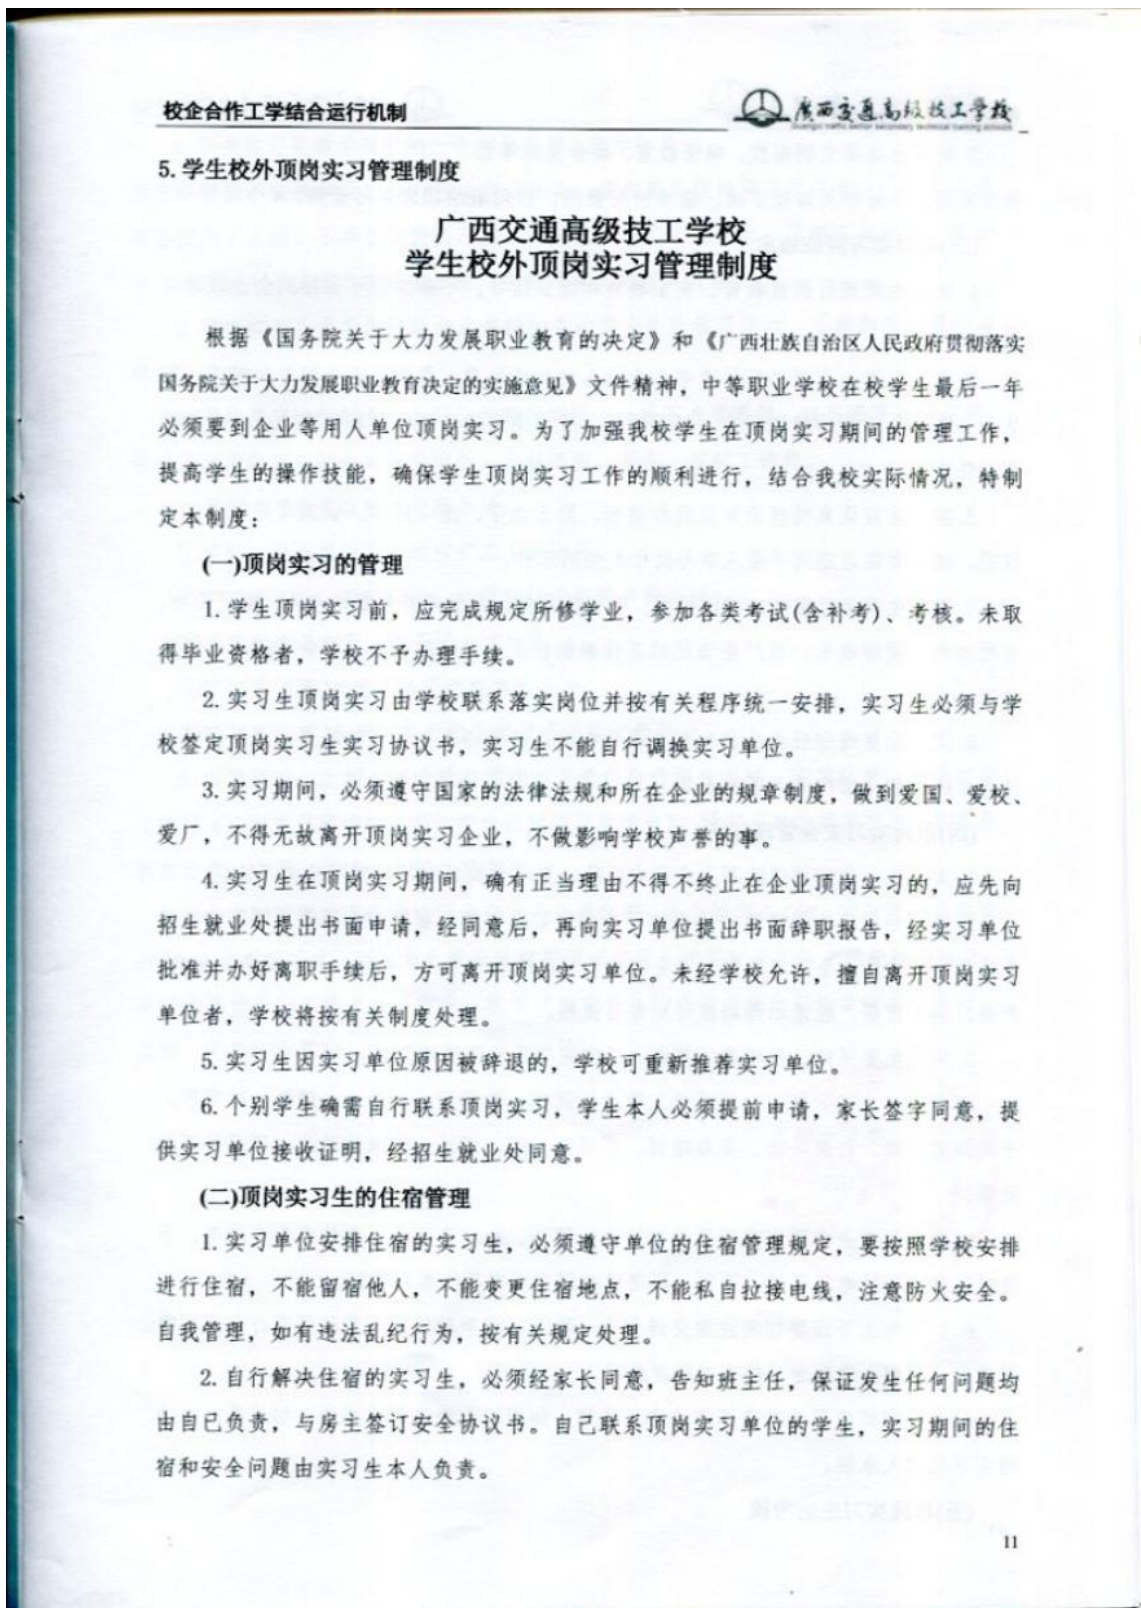 校企合作工学结合运行机制
广西交通高级技工学校
5.学生校外顶岗实习管理制度
广西交通高级技工学校
学生校外顶岗实习管理制度
根据《国务院关于大力发展职业教育的决定》和《广西壮族自治区人民政府贯彻落实
国务院关于大力发展职业教育决定的实施意见》文件精神，中等职业学校在校学生最后一年
必须要到企业等用人单位顶岗实习。为了加强我校学生在顶岗实习期间的管理工作，
提高学生的操作技能，确保学生顶岗实习工作的顺利进行，结合我校实际情况，特制
定本制度：
(一)顶岗实习的管理
1.学生顶岗实习前，应完成规定所修学业，参加各类考试(含补考)、考核。未取
得毕业资格者，学校不予办理手续。
2.实习生顶岗实习由学校联系落实岗位并按有关程序统一安排，实习生必须与学
校签定顶岗实习生实习协议书，实习生不能自行调换实习单位。
3.实习期间，必须遵守国家的法律法规和所在企业的规章制度，做到爱国、爱校、
爱厂，不得无故离开顶岗实习企业，不做影响学校声誉的事。
4.实习生在顶岗实习期间，确有正当理由不得不终止在企业顶岗实习的，应先向
招生就业处提出书面申请，经同意后，再向实习单位提出书面辞职报告，经实习单位
批准并办好离职手续后，方可离开顶岗实习单位。未经学校允许，擅自离开顶岗实习
单位者，学校将按有关制度处理。
5.实习生因实习单位原因被辞退的，学校可重新推荐实习单位。
6.个别学生确需自行联系顶岗实习，学生本人必须提前申请，家长签字同意，提
供实习单位接收证明，经招生就业处同意。
(二)顶岗实习生的住宿管理
1.实习单位安排住宿的实习生，必须遵守单位的住宿管理规定，要按照学校安排
进行住宿，不能留宿他人，不能变更住宿地点，不能私自拉接电线，注意防火安全。
自我管理，如有违法乱纪行为，按有关规定处理。
2.自行解决住宿的实习生，必须经家长同意，告知班主任，保证发生任何问题均
由自已负责，与房主签订安全协议书。自己联系顶岗实习单位的学生，实习期间的住
宿和安全问题由实习生本人负责。
11